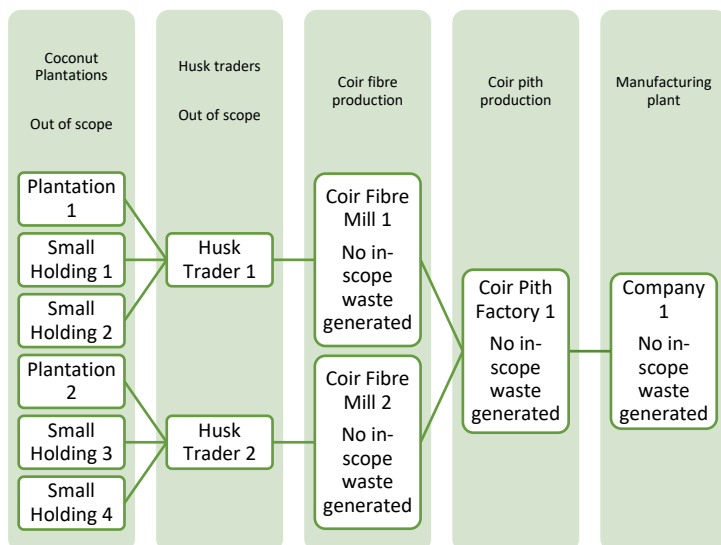 Coconut
Plantations
Out of scope
Husk traders
Out of scope
Coir fibre
production
Coir pith
production
Manufacturing
plant
Plantation
1
Small
Holding 1
Small
Holding 2
Plantation
2
Small
Holding 3
Small
Holding 4
Husk
Trader 1
Husk
Trader 2
Coir Fibre
Mill 1
No in-
scope
waste
generated
Coir Fibre
Mill 2
No in-
scope
waste
generated
Coir Pith
Factory 1
No in-
scope
waste
generated
Company
1
No in-
scope
waste
generated